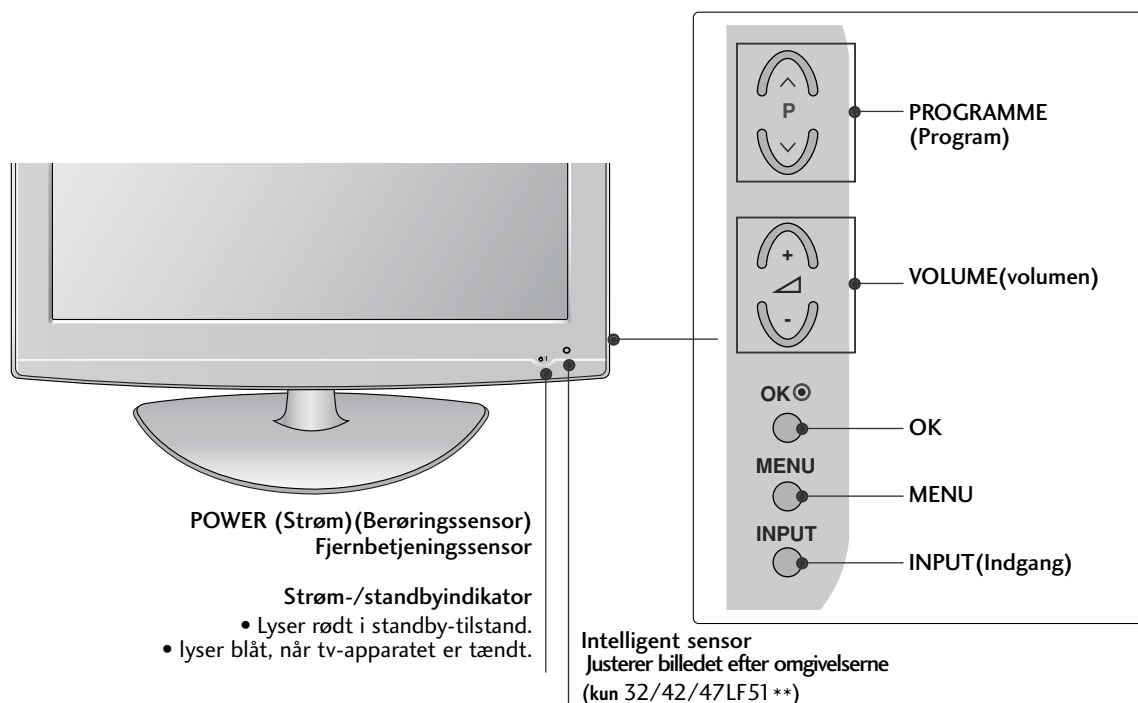 P
PROGRAMME
(Program)
+
-
VOLUME(volumen)
OK
OK
MENU
MENU
INPUT
INPUT(Indgang)
POWER (Strøm)(Berøringssensor)
Fjernbetjeningssensor
Strøm-/standbyindikator
• Lyser rødt i standby-tilstand.
• lyser blåt, når tv-apparatet er tændt.
Intelligent sensor
Justerer billedet efter omgivelserne
(kun 32/42/47LF51 **)